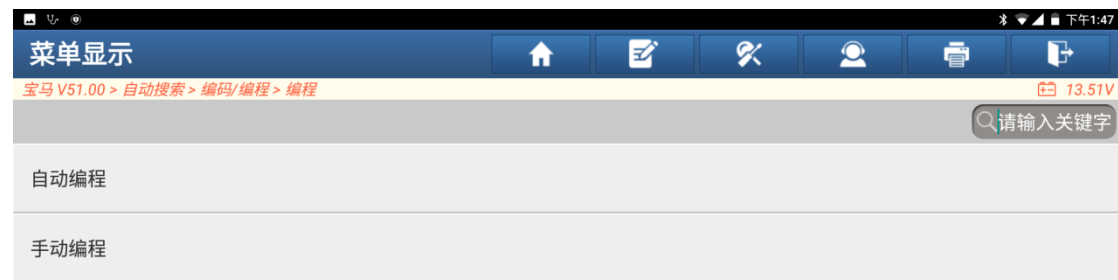 下午1:47
菜单显示
宝马 V51.00 > 自动搜索 > 编码/编程 > 编程 13.51V
请输入关键字
自动编程
手动编程